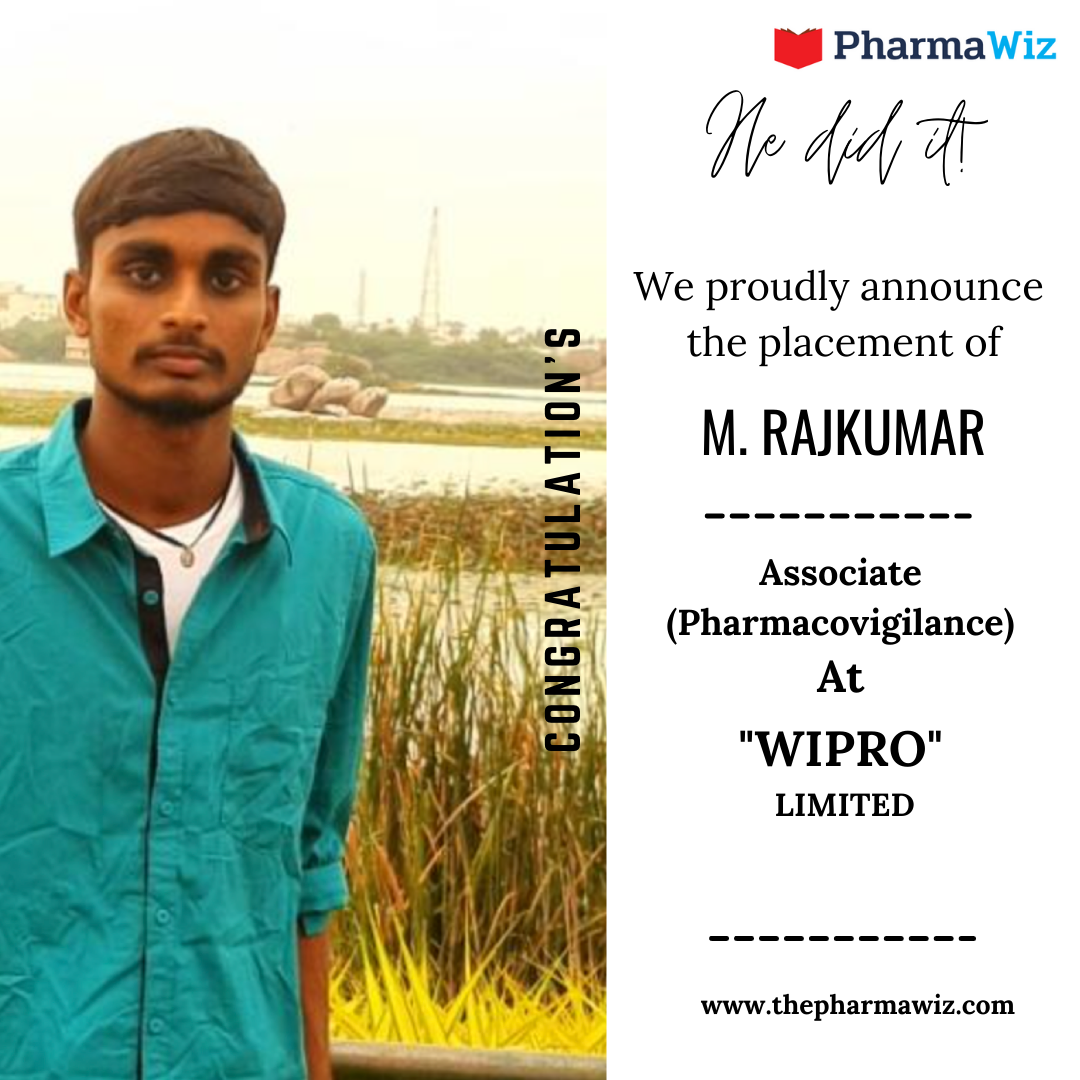 PharmaWiz
He did it!
We proudly announce
the placement of
M. RAJKUMAR
Associate
(Pharmacovigilance)
At
"WIPRO"
LIMITED
www.thepharmawiz.com
CONGRATULATION'S